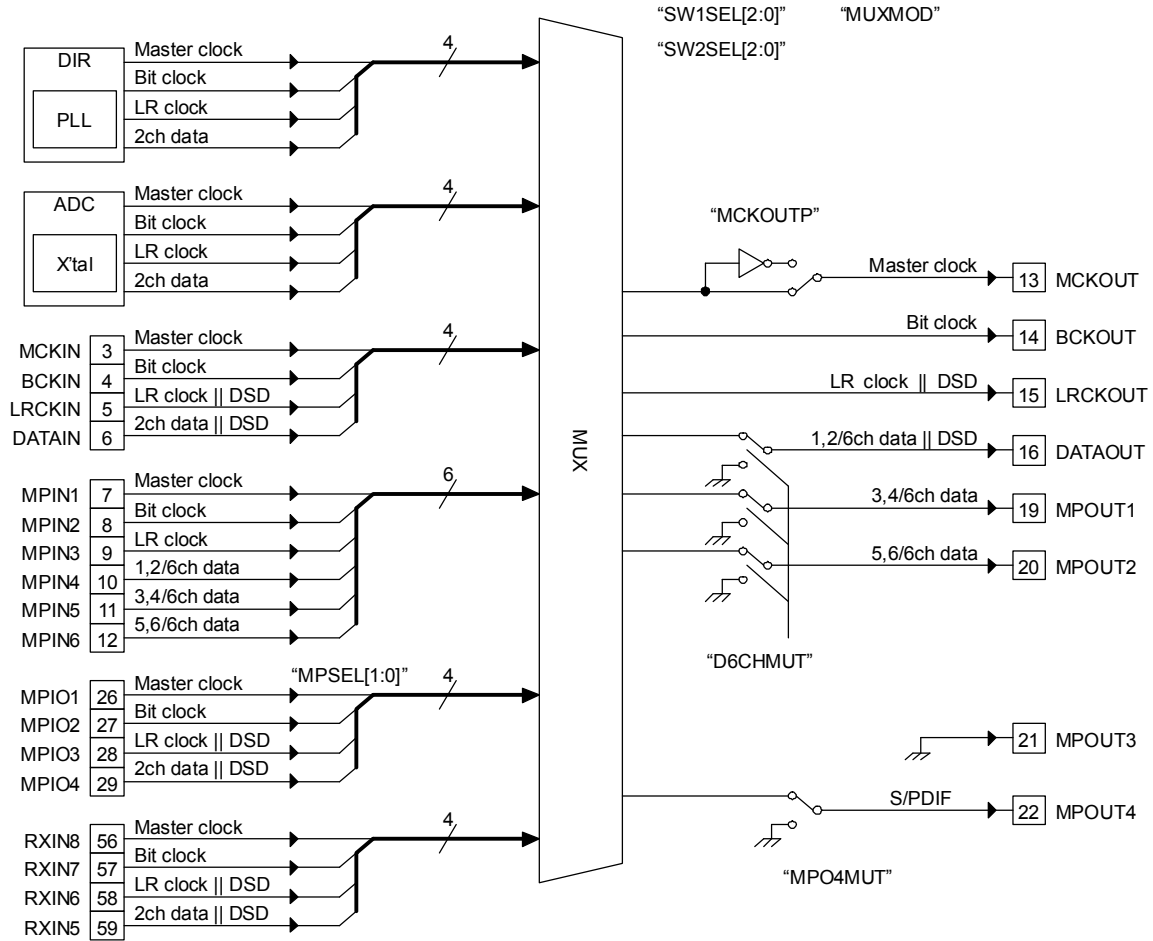 “SW1SEL[2:0]” “MUXMOD”
“SW2SEL[2:0]”
DIR
PLL
Master clock
Bit clock
LR clock
2ch data
4
ADC
X'tal
Master clock
Bit clock
LR clock
2ch data
4
MCKIN 3 Master clock
BCKIN 4 Bit clock
LRCKIN 5 LR clock || DSD
DATAIN 6 2ch data || DSD
4
MPIN1 7 Master clock
MPIN2 8 Bit clock
MPIN3 9 LR clock
MPIN4 10 1,2/6ch data
MPIN5 11 3,4/6ch data
MPIN6 12 5,6/6ch data
6
“MPSEL[1:0]”
MPIO1 26 Master clock
MPIO2 27 Bit clock
MPIO3 28 LR clock || DSD
MPIO4 29 2ch data || DSD
4
RXIN8 56 Master clock
RXIN7 57 Bit clock
RXIN6 58 LR clock || DSD
RXIN5 59 2ch data || DSD
4
MUX
“MCKOUTP”
Master clock 13 MCKOUT
Bit clock 14 BCKOUT
LR clock || DSD 15 LRCKOUT
1,2/6ch data || DSD 16 DATAOUT
3,4/6ch data 19 MPOUT1
5,6/6ch data 20 MPOUT2
“D6CHMUT”
21 MPOUT3
S/PDIF 22 MPOUT4
“MPO4MUT”